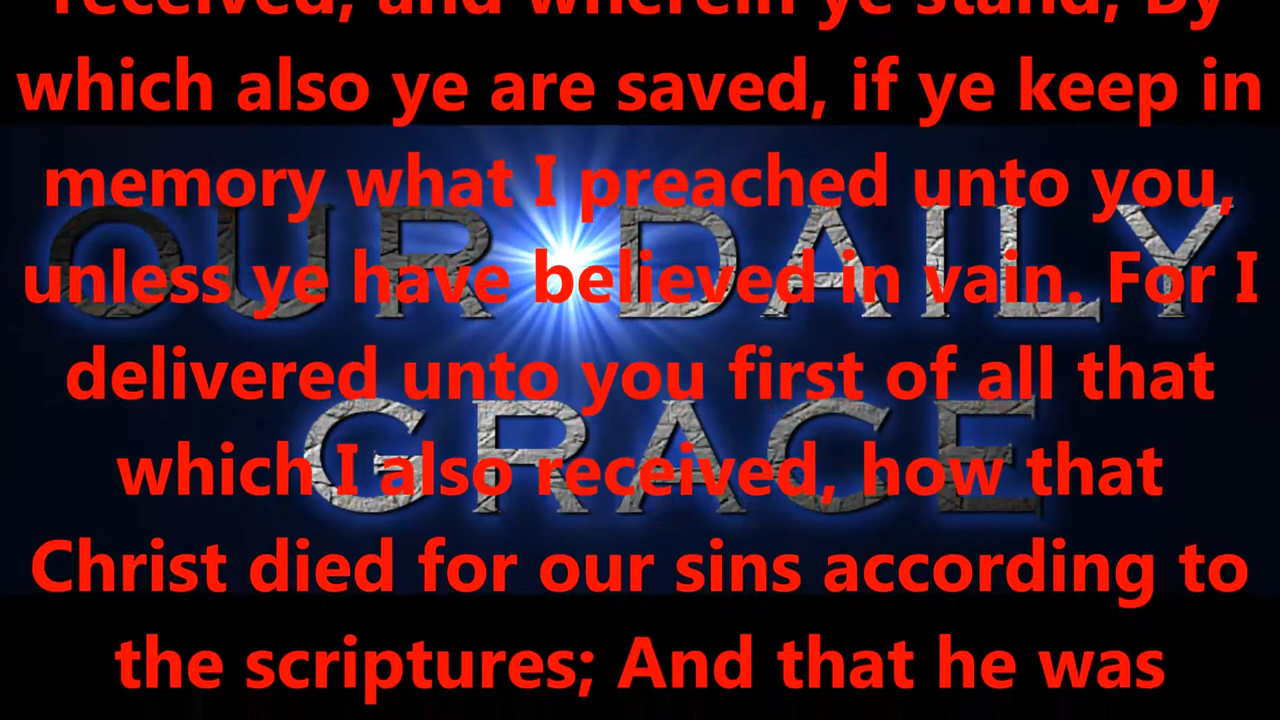 received, and wherein ye stand; By
which also ye are saved, if ye keep in
memory what I preached unto you,
unless ye have believed in vain. For I
delivered unto you first of all that
which I also received, how that
Christ died for our sins according to
the scriptures; And that he was
OUR DAILY
GRACE